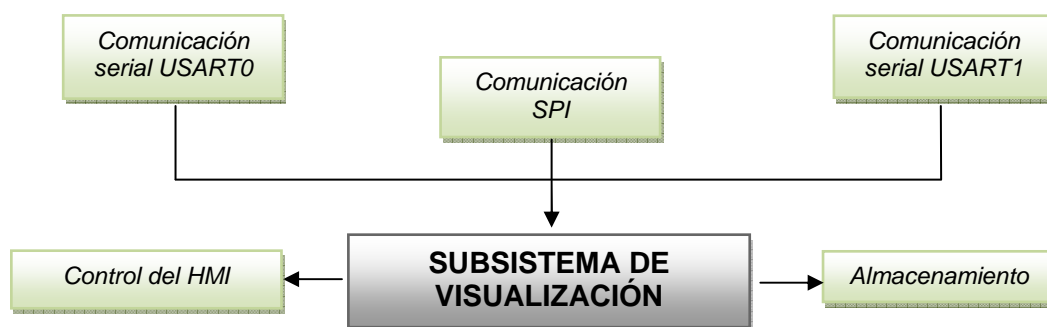 Comunicación
serial USART0
Comunicación
SPI
Comunicación
serial USART1
Control del HMI
SUBSISTEMA DE
VISUALIZACIÓN
Almacenamiento